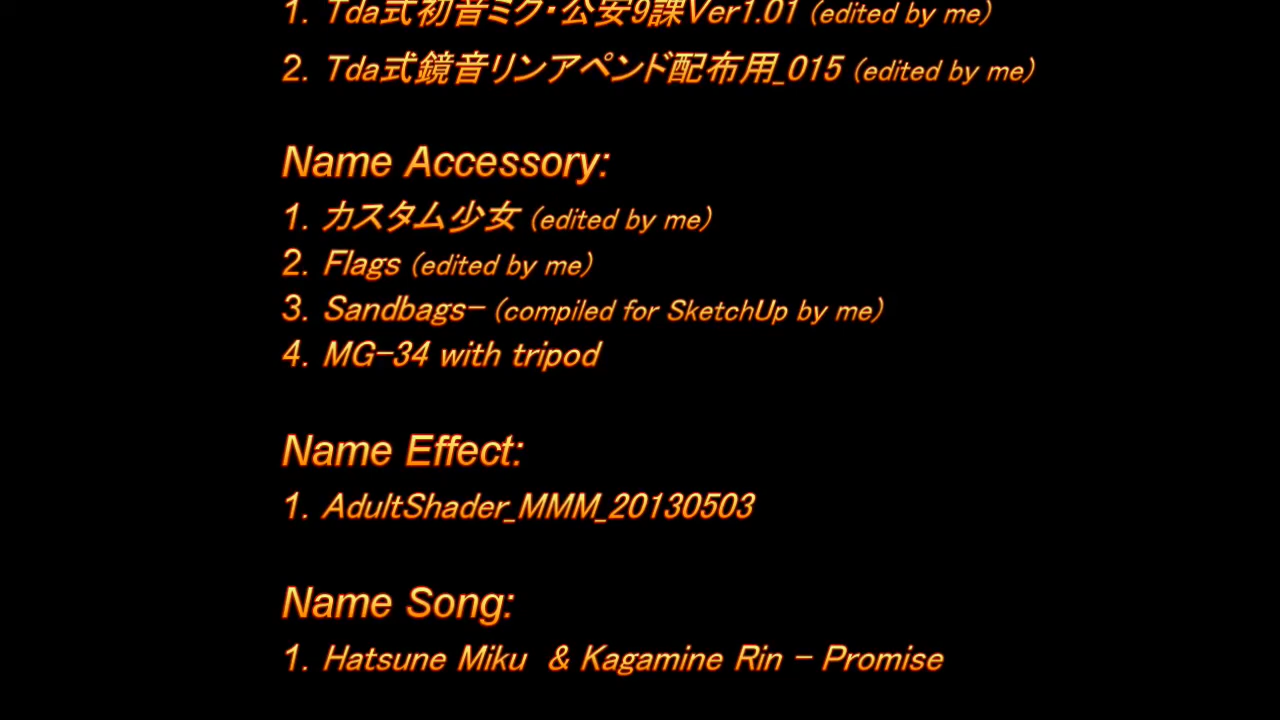 1. Tda式初音ミク・公安9課Ver1.01 (edited by me)
2. Tda式鏡音リンアペンド配布用_015 (edited by me)
Name Accessory:
1. カスタム少女 (edited by me)
2. Flags (edited by me)
3. Sandbags- (compiled for SketchUp by me)
4. MG-34 with tripod
Name Effect:
1. AdultShader_MMM_20130503
Name Song:
1. Hatsune Miku & Kagamine Rin - Promise